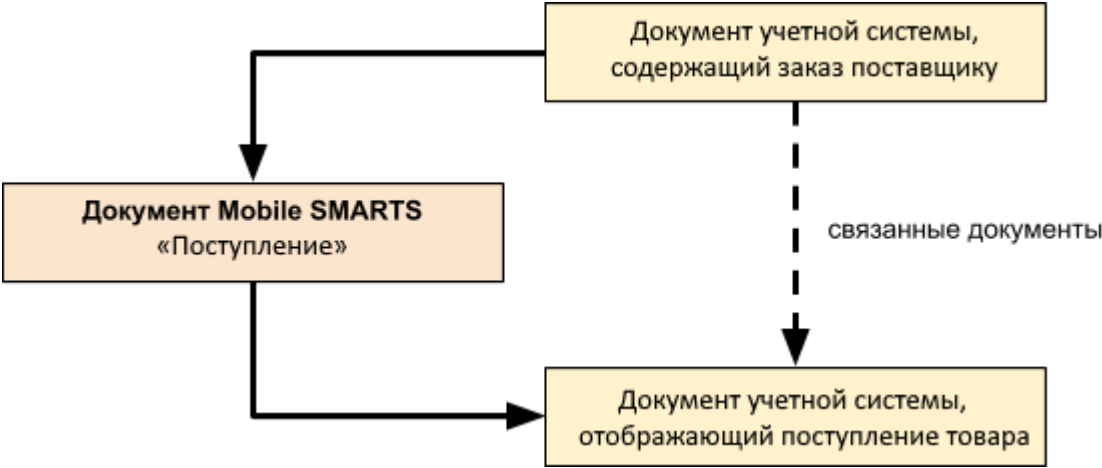 Документ учетной системы,
содержащий заказ поставщику
Документ Mobile SMARTS
«Поступление»
связанные документы
Документ учетной системы,
отображающий поступление товара